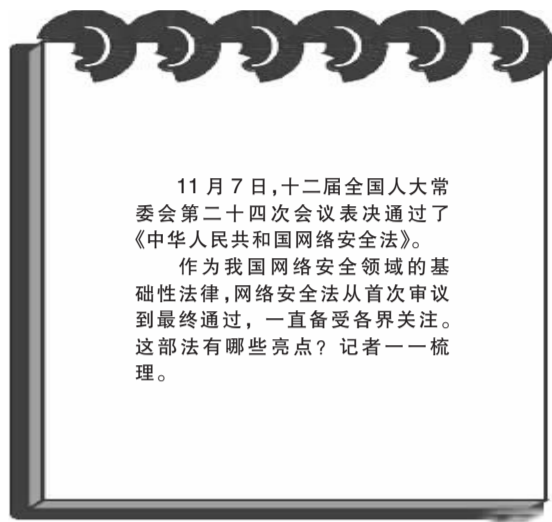 11 月 7 日，十二届全国人大常
委会第二十四次会议表决通过了
《中华人民共和国网络安全法》。
作为我国网络安全领域的基
础性法律，网络安全法从首次审议
到最终通过，一直备受各界关注。
这部法有哪些亮点？记者一一梳
理。